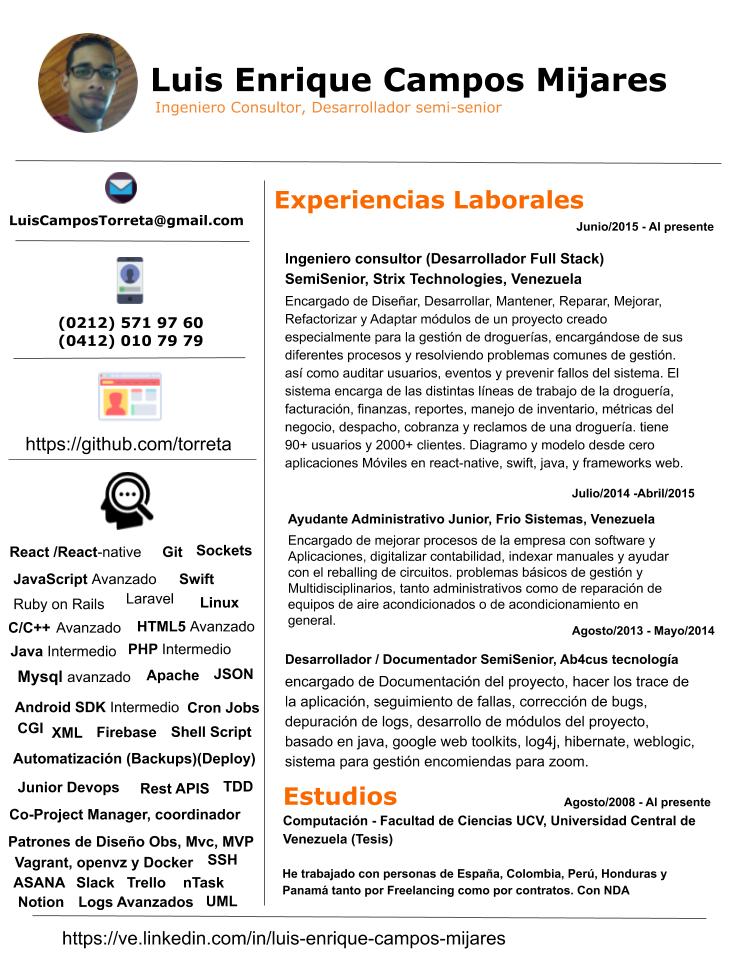 Luis Enrique Campos Mijares
Ingeniero Consultor, Desarrollador semi-senior
LuisCamposTorreta@gmail.com
(0212) 571 97 60
(0412) 010 79 79
https://github.com/torreta
React /React-native Git Sockets
JavaScript Avanzado Swift
Ruby on Rails Laravel Linux
C/C++ Avanzado HTML5 Avanzado
Java Intermedio PHP Intermedio
Mysql avanzado Apache JSON
Android SDK Intermedio Cron Jobs
CGI XML Firebase Shell Script
Automatización (Backups)(Deploy)
Junior Devops Rest APIS TDD
Co-Project Manager, coordinador
Patrones de Diseño Obs, Mvc, MVP
Vagrant, openvz y Docker SSH
ASANA Slack Trello nTask
Notion Logs Avanzados UML
Experiencias Laborales
Junio/2015 - Al presente
Ingeniero consultor (Desarrollador Full Stack)
SemiSenior, Strix Technologies, Venezuela
Encargado de Diseñar, Desarrollar, Mantener, Reparar, Mejorar,
Refactorizar y Adaptar módulos de un proyecto creado
especialmente para la gestión de droguerías, encargándose de sus
diferentes procesos y resolviendo problemas comunes de gestión.
así como auditar usuarios, eventos y prevenir fallos del sistema. El
sistema encarga de las distintas líneas de trabajo de la droguería,
facturación, finanzas, reportes, manejo de inventario, métricas del
negocio, despacho, cobranza y reclamos de una droguería. tiene
90+ usuarios y 2000+ clientes. Diagramo y modelo desde cero
aplicaciones Móviles en react-native, swift, java, y frameworks web.
Julio/2014 -Abril/2015
Ayudante Administrativo Junior, Frio Sistemas, Venezuela
Encargado de mejorar procesos de la empresa con software y
Aplicaciones, digitalizar contabilidad, indexar manuales y ayudar
con el reballing de circuitos. problemas básicos de gestión y
Multidisciplinarios, tanto administrativos como de reparación de
equipos de aire acondicionados o de acondicionamiento en
general.
Agosto/2013 - Mayo/2014
Desarrollador / Documentador SemiSenior, Ab4cus tecnología
encargado de Documentación del proyecto, hacer los trace de
la aplicación, seguimiento de fallas, corrección de bugs,
depuración de logs, desarrollo de módulos del proyecto,
basado en java, google web toolkits, log4j, hibernate, weblogic,
sistema para gestión encomiendas para zoom.
Estudios
Agosto/2008 - Al presente
Computación - Facultad de Ciencias UCV, Universidad Central de
Venezuela (Tesis)
He trabajado con personas de España, Colombia, Perú, Honduras y
Panamá tanto por Freelancing como por contratos. Con NDA
https://ve.linkedin.com/in/luis-enrique-campos-mijares